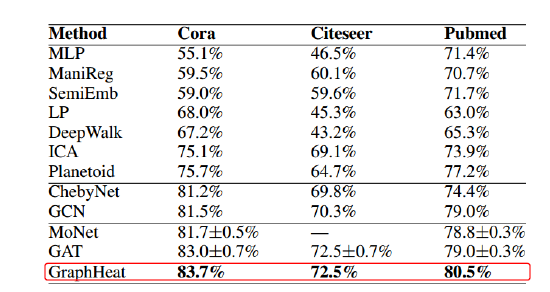 Method Cora Citeseer Pubmed
MLP 55.1% 46.5% 71.4%
ManiReg 59.5% 60.1% 70.7%
SemiEmb 59.0% 59.6% 71.7%
LP 68.0% 45.3% 63.0%
DeepWalk 67.2% 43.2% 65.3%
ICA 75.1% 69.1% 73.9%
Planetoid 75.7% 64.7% 77.2%
ChebyNet 81.2% 69.8% 74.4%
GCN 81.5% 70.3% 79.0%
MoNet 81.7±0.5% — 78.8±0.3%
GAT 83.0±0.7% 72.5±0.7% 79.0±0.3%
GraphHeat 83.7% 72.5% 80.5%